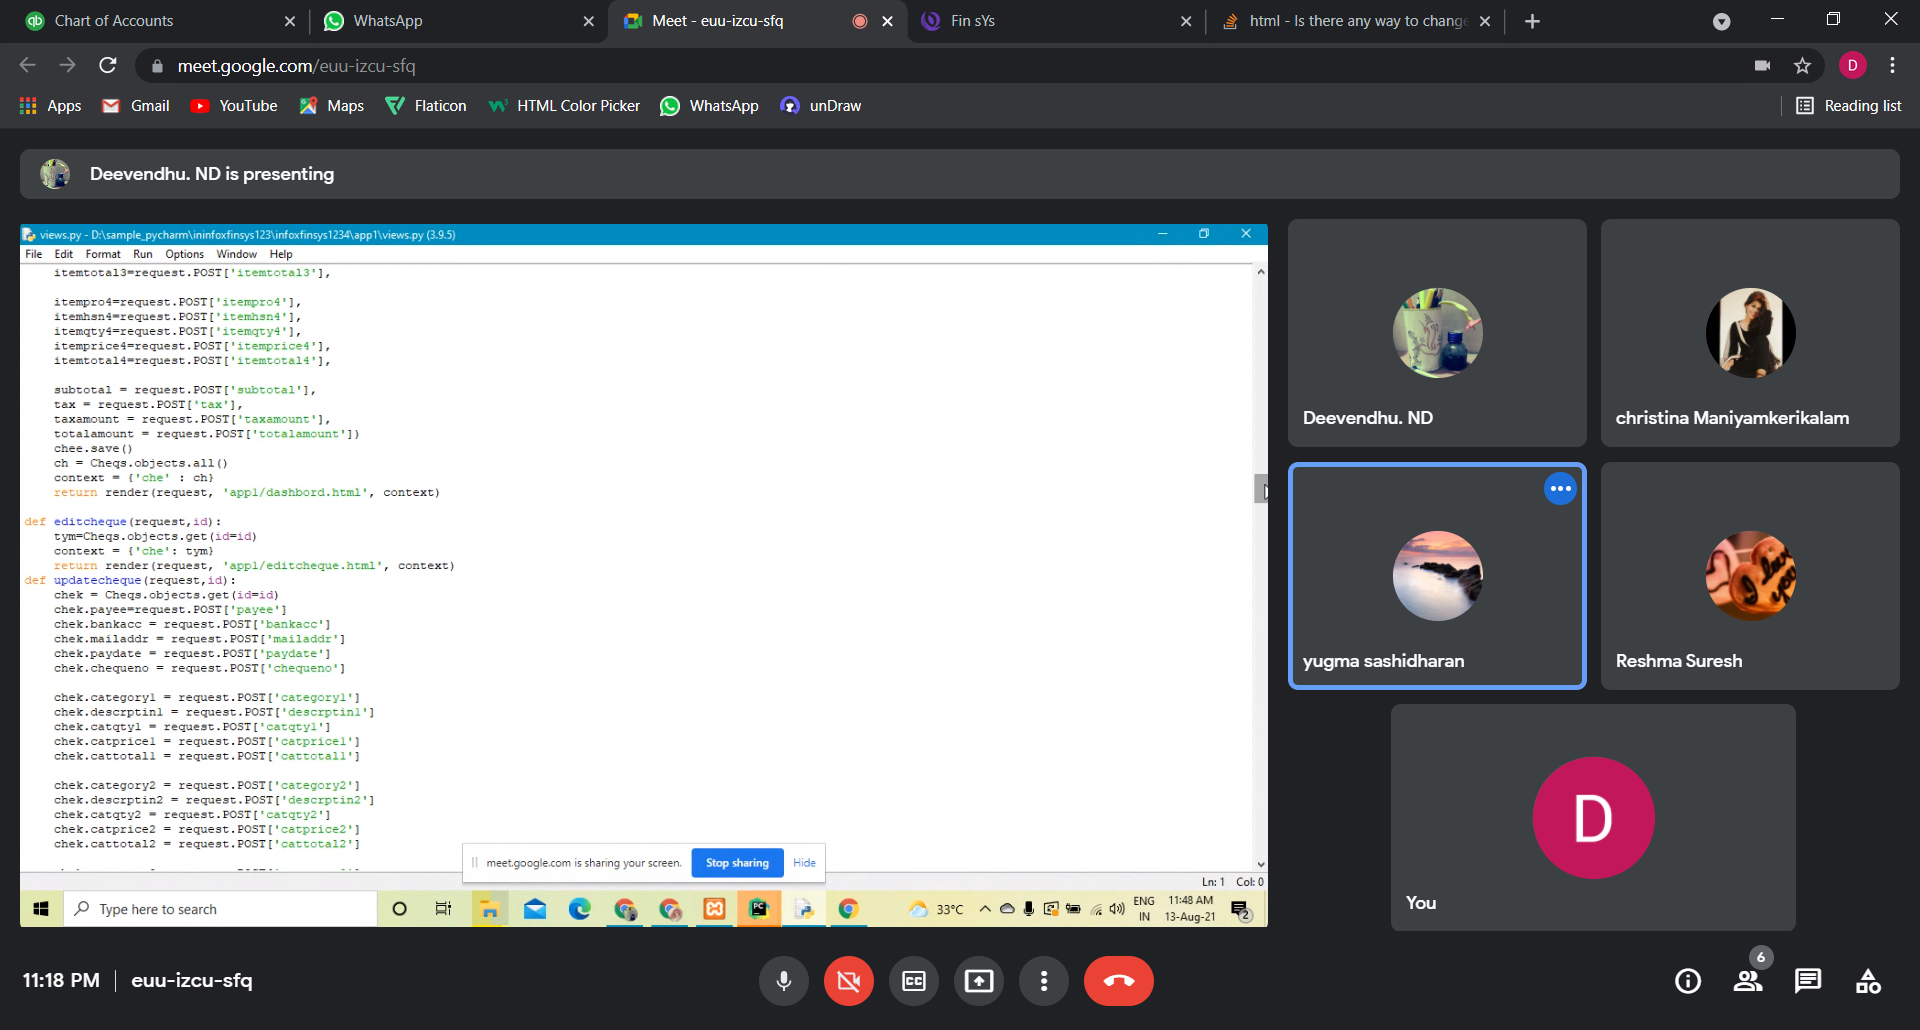 Chart of Accounts
WhatsApp
Meet - euu-izcu-sfq
Fin sYs
html - Is there any way to change
meet.google.com/euu-izcu-sfq
D
Apps
Gmail
YouTube
Maps
Flaticon
HTML Color Picker
WhatsApp
unDraw
Reading list
Deevendhu. ND is presenting
views.py - D:\sample_pycharm\ininfoxfinsys123\infoxfinsys1234\app1\views.py (3.9.5)
File Edit Format Run Options Window Help
itemtotal3=request.POST['itemtotal3'],
itempro4=request.POST['itempro4'],
itemhsn4=request.POST['itemhsn4'],
itemqty4=request.POST['itemqty4'],
itemprice4=request.POST['itemprice4'],
itemtotal4=request.POST['itemtotal4'],
subtotal = request.POST['subtotal'],
tax = request.POST['tax'],
taxamount = request.POST['taxamount'],
totalamount = request.POST['totalamount'])
chee.save()
ch = Cheqs.objects.all()
context = {'che' : ch}
return render(request, 'app1/dashbord.html', context)
def editcheque(request,id):
tym=Cheqs.objects.get(id=id)
context = {'che': tym}
return render(request, 'app1/editcheque.html', context)
def updatecheque(request,id):
chek = Cheqs.objects.get(id=id)
chek.payee=request.POST['payee']
chek.bankacc = request.POST['bankacc']
chek.mailaddr = request.POST['mailaddr']
chek.paydate = request.POST['paydate']
chek.chequeno = request.POST['chequeno']
chek.category1 = request.POST['category1']
chek.descrptin1 = request.POST['descrptin1']
chek.catqty1 = request.POST['catqty1']
chek.catprice1 = request.POST['catprice1']
chek.cattotal1 = request.POST['cattotal1']
chek.category2 = request.POST['category2']
chek.descrptin2 = request.POST['descrptin2']
chek.catqty2 = request.POST['catqty2']
chek.catprice2 = request.POST['catprice2']
chek.cattotal2 = request.POST['cattotal2']
meet.google.com is sharing your screen.
Stop sharing
Hide
Ln: 1 Col: 0
Type here to search
33°C
ENG
IN
11:48 AM
13-Aug-21
2
Deevendhu. ND
christina Maniyamkerikalam
yugma sashidharan
Reshma Suresh
D
You
11:18 PM
euu-izcu-sfq
6